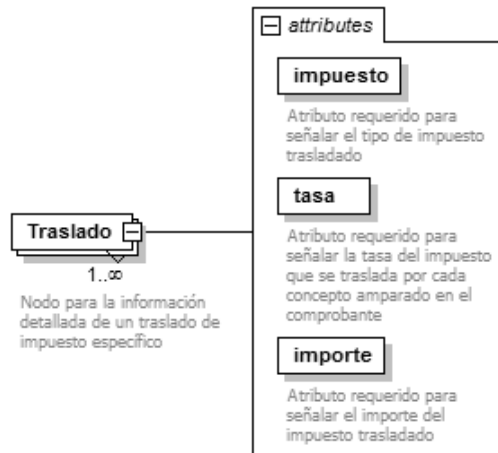 attributes
impuesto
Atributo requerido para
señalar el tipo de impuesto
trasladado
tasa
Atributo requerido para
señalar la tasa del impuesto
que se traslada por cada
concepto amparado en el
comprobante
Traslado
1..∞
Nodo para la información
detallada de un traslado de
impuesto específico
importe
Atributo requerido para
señalar el importe del
impuesto trasladado